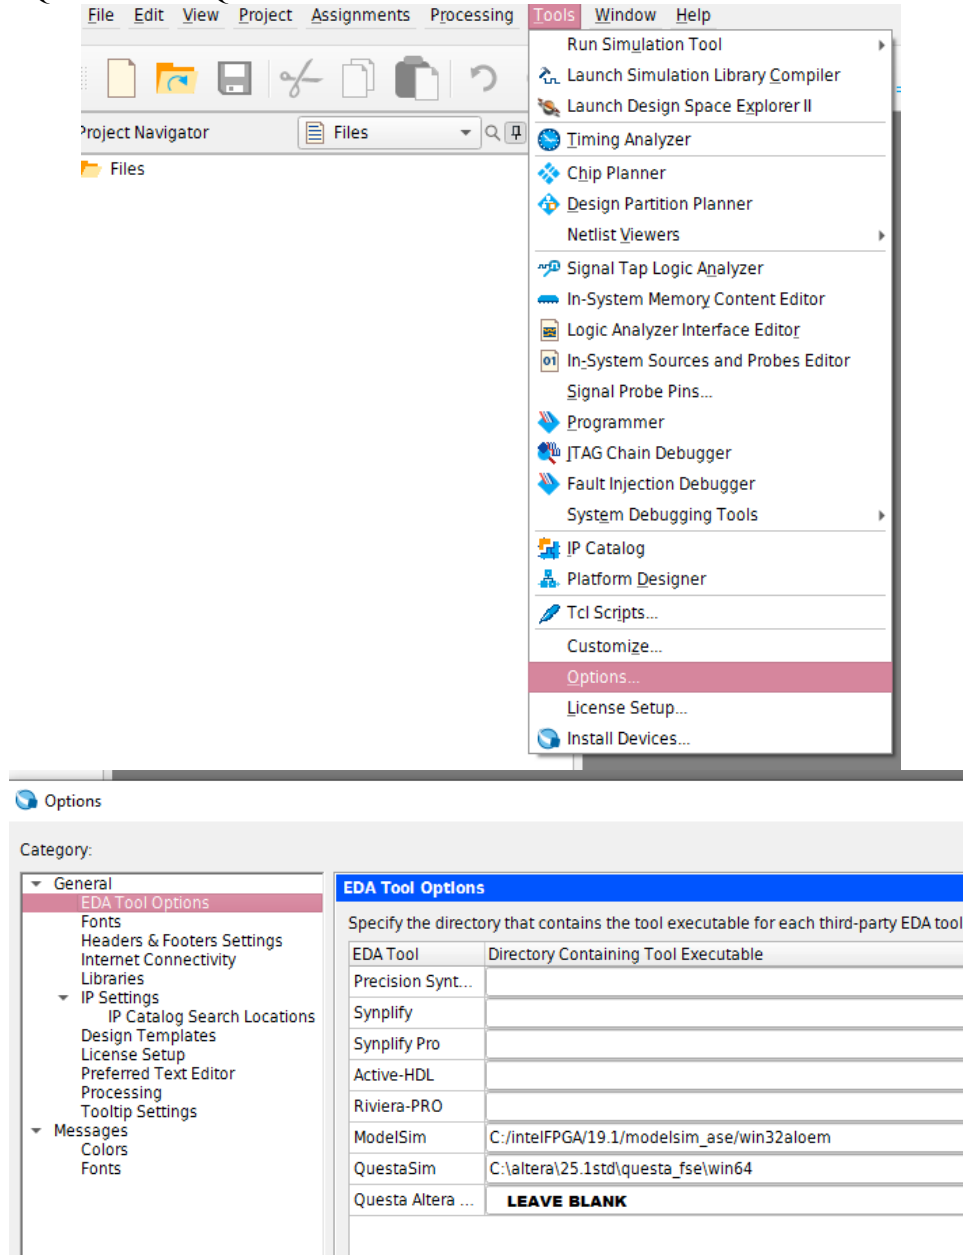 File Edit View Project Assignments Processing Tools Window Help
Run Simulation Tool
Launch Simulation Library Compiler
Launch Design Space Explorer II
Project Navigator Files
Timing Analyzer
Files
Chip Planner
Design Partition Planner
Netlist Viewers
Signal Tap Logic Analyzer
In-System Memory Content Editor
Logic Analyzer Interface Editor
In-System Sources and Probes Editor
Signal Probe Pins...
Programmer
JTAG Chain Debugger
Fault Injection Debugger
System Debugging Tools
IP Catalog
Platform Designer
Tcl Scripts...
Customize...
Options...
License Setup...
Install Devices...
Options
Category:
General
EDA Tool Options
Fonts
Headers & Footers Settings
Internet Connectivity
Libraries
IP Settings
IP Catalog Search Locations
Design Templates
License Setup
Preferred Text Editor
Processing
Tooltip Settings
Messages
Colors
Fonts
EDA Tool Options
Specify the directory that contains the tool executable for each third-party EDA tool
EDA Tool Directory Containing Tool Executable
Precision Synt...
Synplify
Synplify Pro
Active-HDL
Riviera-PRO
ModelSim C:/intelFPGA/19.1/modelsim_ase/win32aloem
QuestaSim C:\altera\25.1std\questa_fse\win64
Questa Altera ... LEAVE BLANK